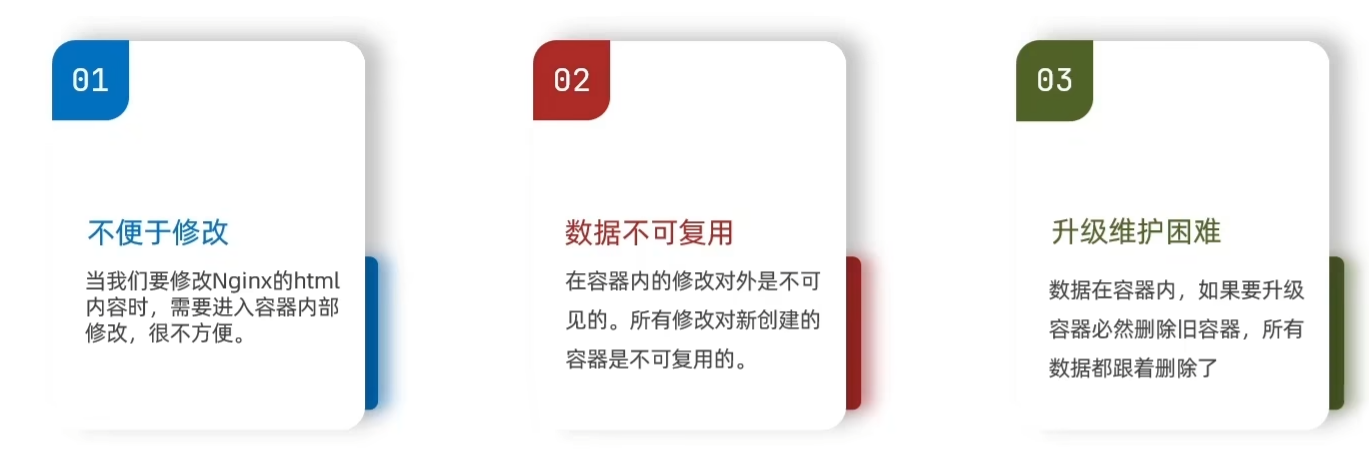 01
不便于修改
当我们要修改Nginx的html
内容时，需要进入容器内部
修改，很不方便。
02
数据不可复用
在容器内的修改对外是不可
见的。所有修改对新创建的
容器是不可复用的。
03
升级维护困难
数据在容器内，如果要升级
容器必然删除旧容器，所有
数据都跟着删除了